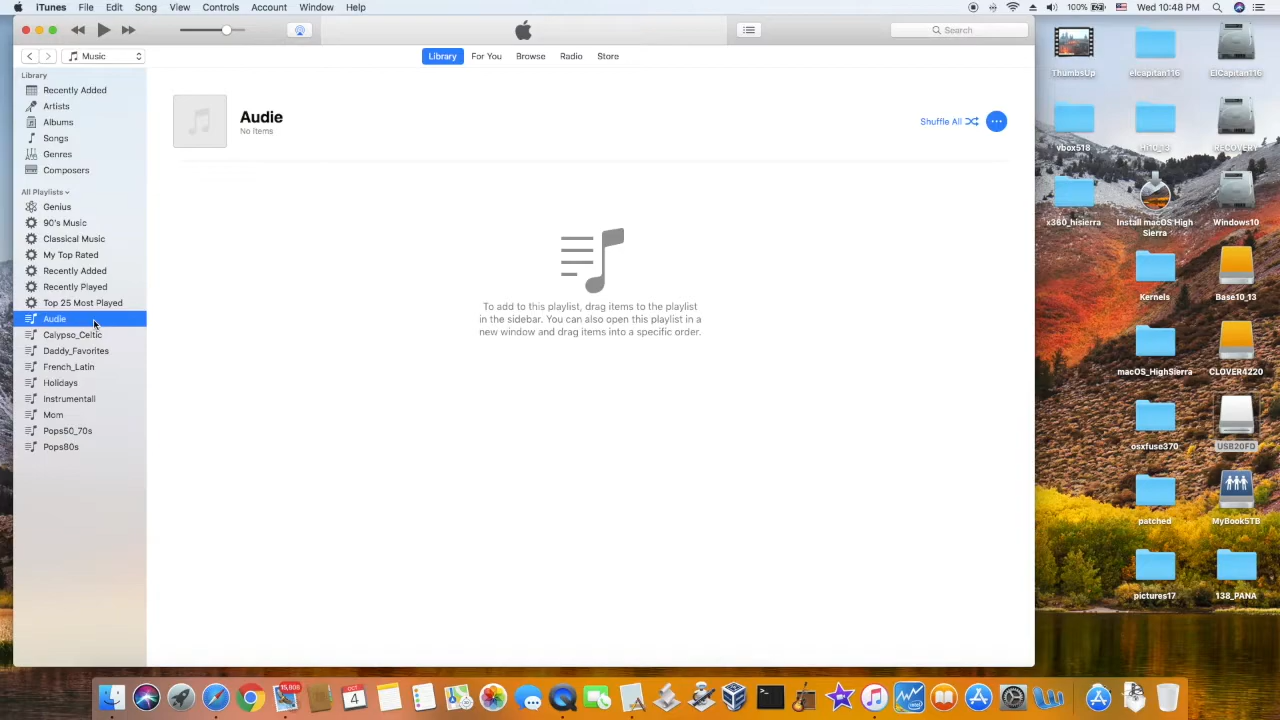 iTunes File Edit Song View Controls Account Window Help
100% Wed 10:48 PM
Search
Music
Library For You Browse Radio Store
Library
Recently Added
Artists
Albums
Songs
Genres
Composers
All Playlists
Genius
90's Music
Classical Music
My Top Rated
Recently Added
Recently Played
Top 25 Most Played
Audie
Calypso_Celtic
Daddy_Favorites
French_Latin
Holidays
Instrumentall
Mom
Pops50_70s
Pops80s
Audie
No items
Shuffle All
To add to this playlist, drag items to the playlist
in the sidebar. You can also open this playlist in a
new window and drag items into a specific order.
ThumbsUp elcapitan116 ElCapitan116
vbox518 Hi10_13 RECOVERY
x360_hisierra Install macOS High
Sierra
Windows10
Kernels Base10_13
macOS_HighSierra CLOVER4220
osxfuse370 USB20FD
patched MyBook5TB
pictures17 138_PANA
15,803
OCT